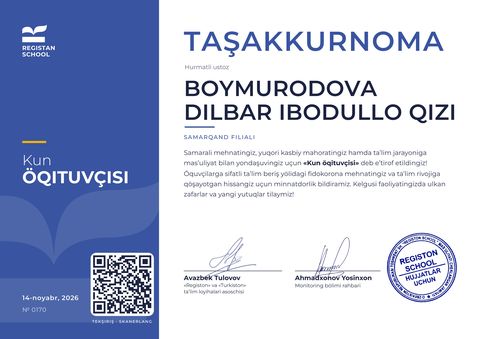 REGISTAN
SCHOOL
Kun
ÖQITUVÇISI
14-noyabr, 2026
№ 0170
TEKŞIRIŞ - SKANERLANG
TAŞAKKURNOMA
Hurmatli ustoz
BOYMURODOVA
DILBAR IBODULLO QIZI
SAMARQAND FILIALI
Samarali mehnatingiz, yuqori kasbiy mahoratingiz hamda ta’lim jarayoniga
mas’uliyat bilan yondaşuvingiz uçun «Kun öqituvçisi» deb e’tirof etildingiz!
Öquvçilarga sifatli ta’lim beriş yölidagi fidokorona mehnatingiz va ta’lim rivojiga
qöşayotgan hissangiz uçun minnatdorlik bildiramiz. Kelgusi faoliyatingizda ulkan
zafarlar va yangi yutuqlar tilaymiz!
Avazbek Tulovov
«Registon» va «Turkiston»
ta’lim loyihalari asoschisi
Ahmadxonov Yosinxon
Monitoring bölimi rahbari
REGISTON
SCHOOL
HUJJATLAR
UCHUN